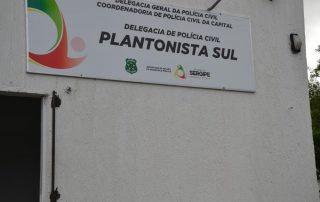 DELEGACIA GERAL DA POLÍCIA CIVIL
COORDENADORIA DE POLÍCIA CIVIL DA CAPITAL
DELEGACIA DE POLÍCIA CIVIL
PLANTONISTA SUL
SERGIPE